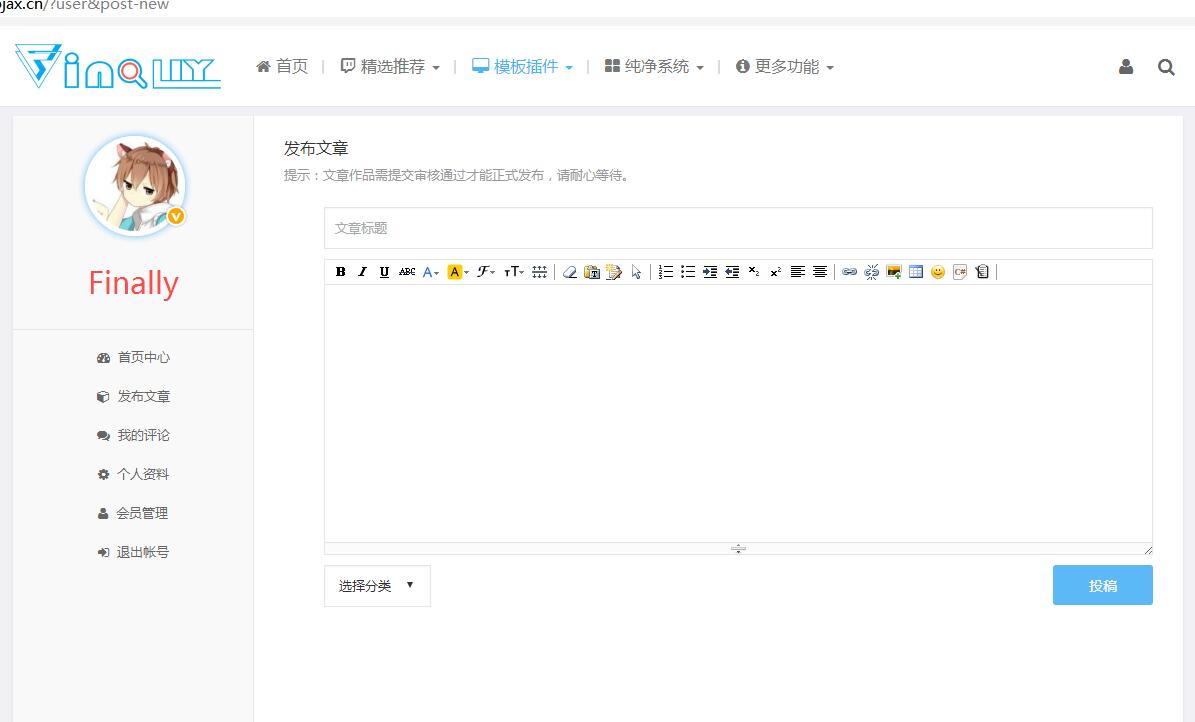 ojax.cn/?user&post-new
首页 | 精选推荐 | 模板插件 | 纯净系统 | 更多功能
Finally
首页中心
发布文章
我的评论
个人资料
会员管理
退出帐号
发布文章
提示：文章作品需提交审核通过才能正式发布，请耐心等待。
文章标题
B I U ABC A A F TT
选择分类
投稿